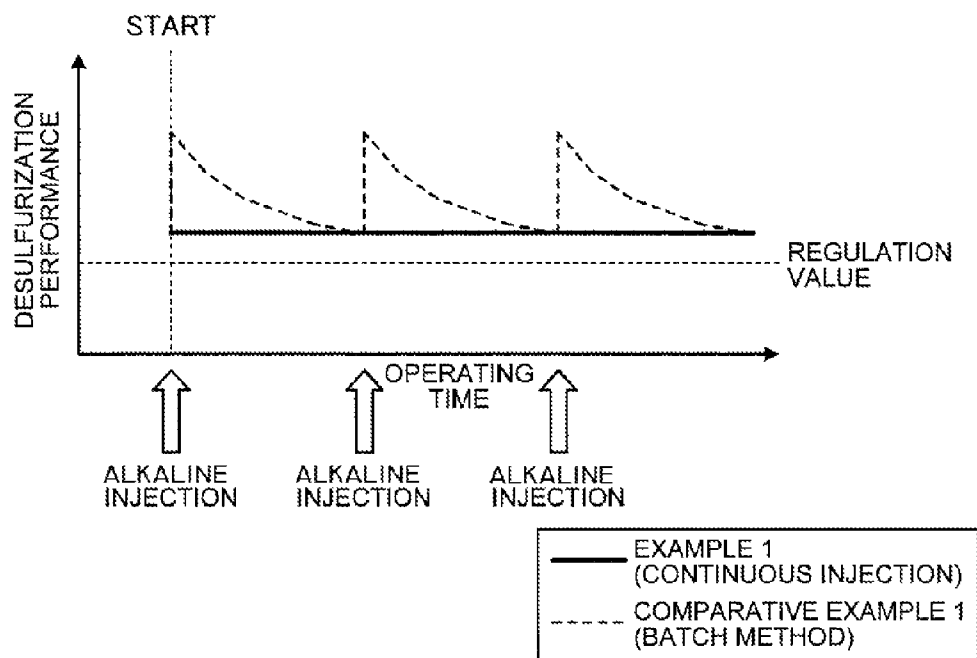 START
DESULFURIZATION
PERFORMANCE
REGULATION
VALUE
OPERATING
TIME
ALKALINE
INJECTION
ALKALINE
INJECTION
ALKALINE
INJECTION
EXAMPLE 1
(CONTINUOUS INJECTION)
COMPARATIVE EXAMPLE 1
(BATCH METHOD)